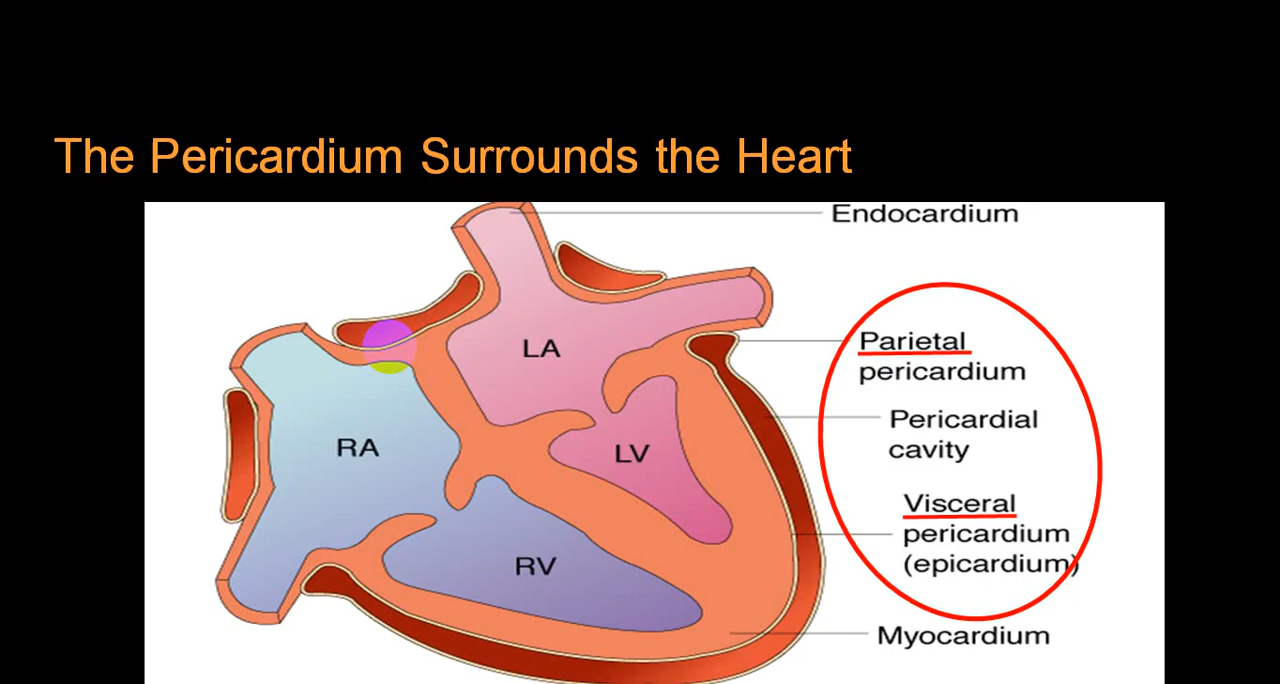 The Pericardium Surrounds the Heart
Endocardium
Parietal
pericardium
LA
Pericardial
cavity
RA
LV
Visceral
pericardium
(epicardium)
RV
Myocardium